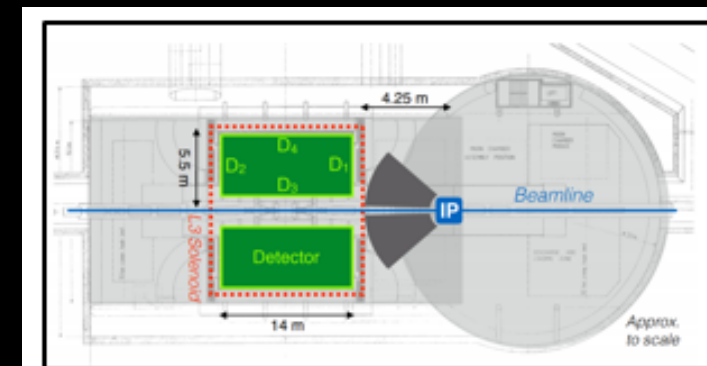 4.25 m
5.5 m
D₄
D₂
D₁
D₃
IP
Beamline
L3 Solenoid
Detector
14 m
Approx.
to scale